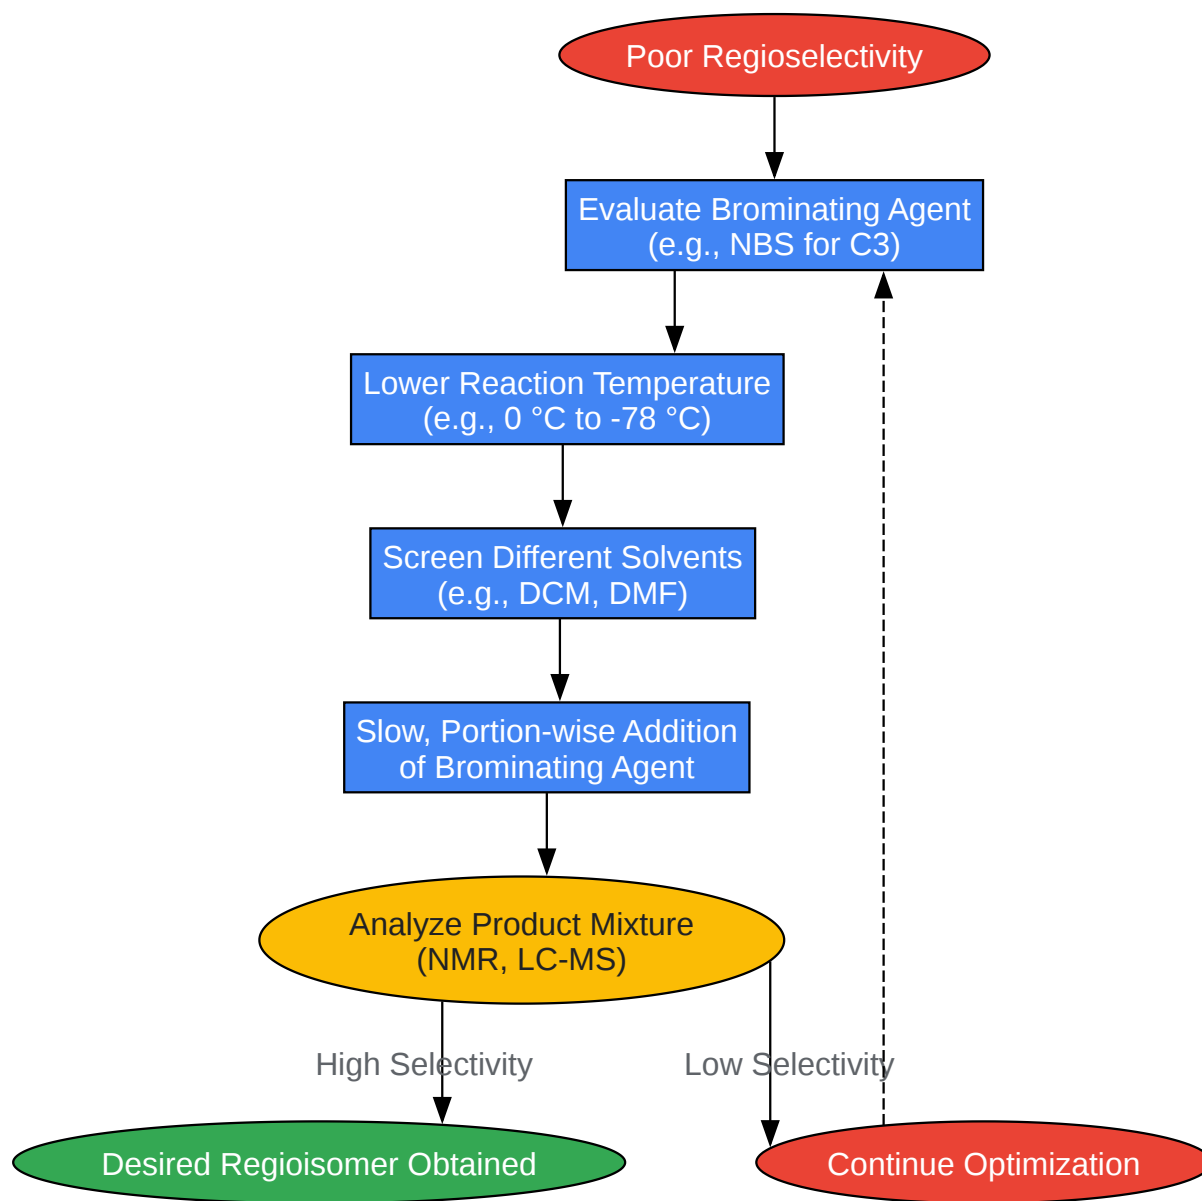 Poor Regioselectivity
Evaluate Brominating Agent
(e.g., NBS for C3)
Lower Reaction Temperature
(e.g., 0 °C to -78 °C)
Screen Different Solvents
(e.g., DCM, DMF)
Slow, Portion-wise Addition
of Brominating Agent
Analyze Product Mixture
(NMR, LC-MS)
High Selectivity
Low Selectivity
Desired Regioisomer Obtained
Continue Optimization